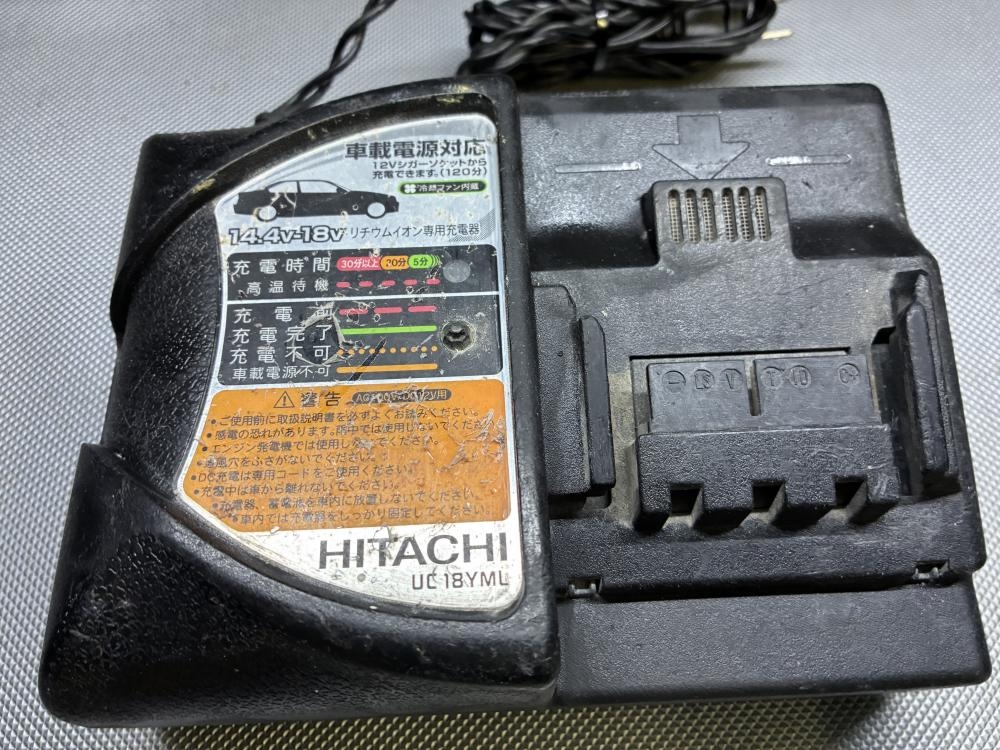 車載電源対応
12Vシガーソケットから
充電できます。(120分)
冷却ファン内蔵
14.4V-18V リチウムイオン専用充電器
充電時間 30分以上 20分 5分
高温待機
充電前
充電完了
充電不可
車載電源不可
警告 AC100V・DC12V用
•ご使用前に取扱説明書を必ずよくお読みください。
•感電の恐れがあります。雨中では使用しないでください。
•エンジン発電機では使用しないでください。
•通風穴をふさがないでください。
•DC充電は専用コードをご使用ください。
•充電中は車から離れないでください。
•充電器、蓄電池を車内に放置しないでください。
•車内では充電器をしっかり固定してください。
HITACHI
UC 18YML